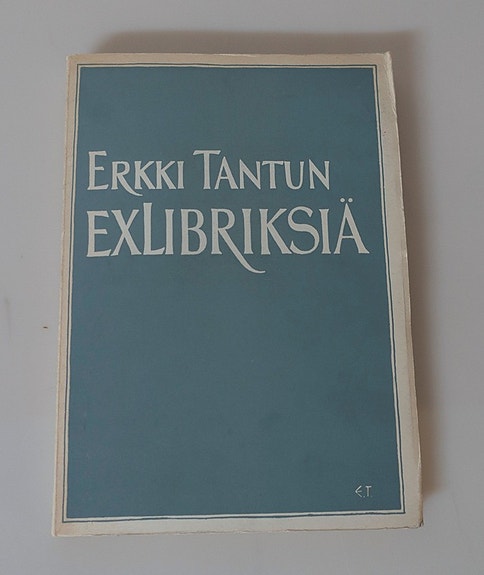 ERKKI TANTUN
EXLIBRIKSIÄ
E.T.